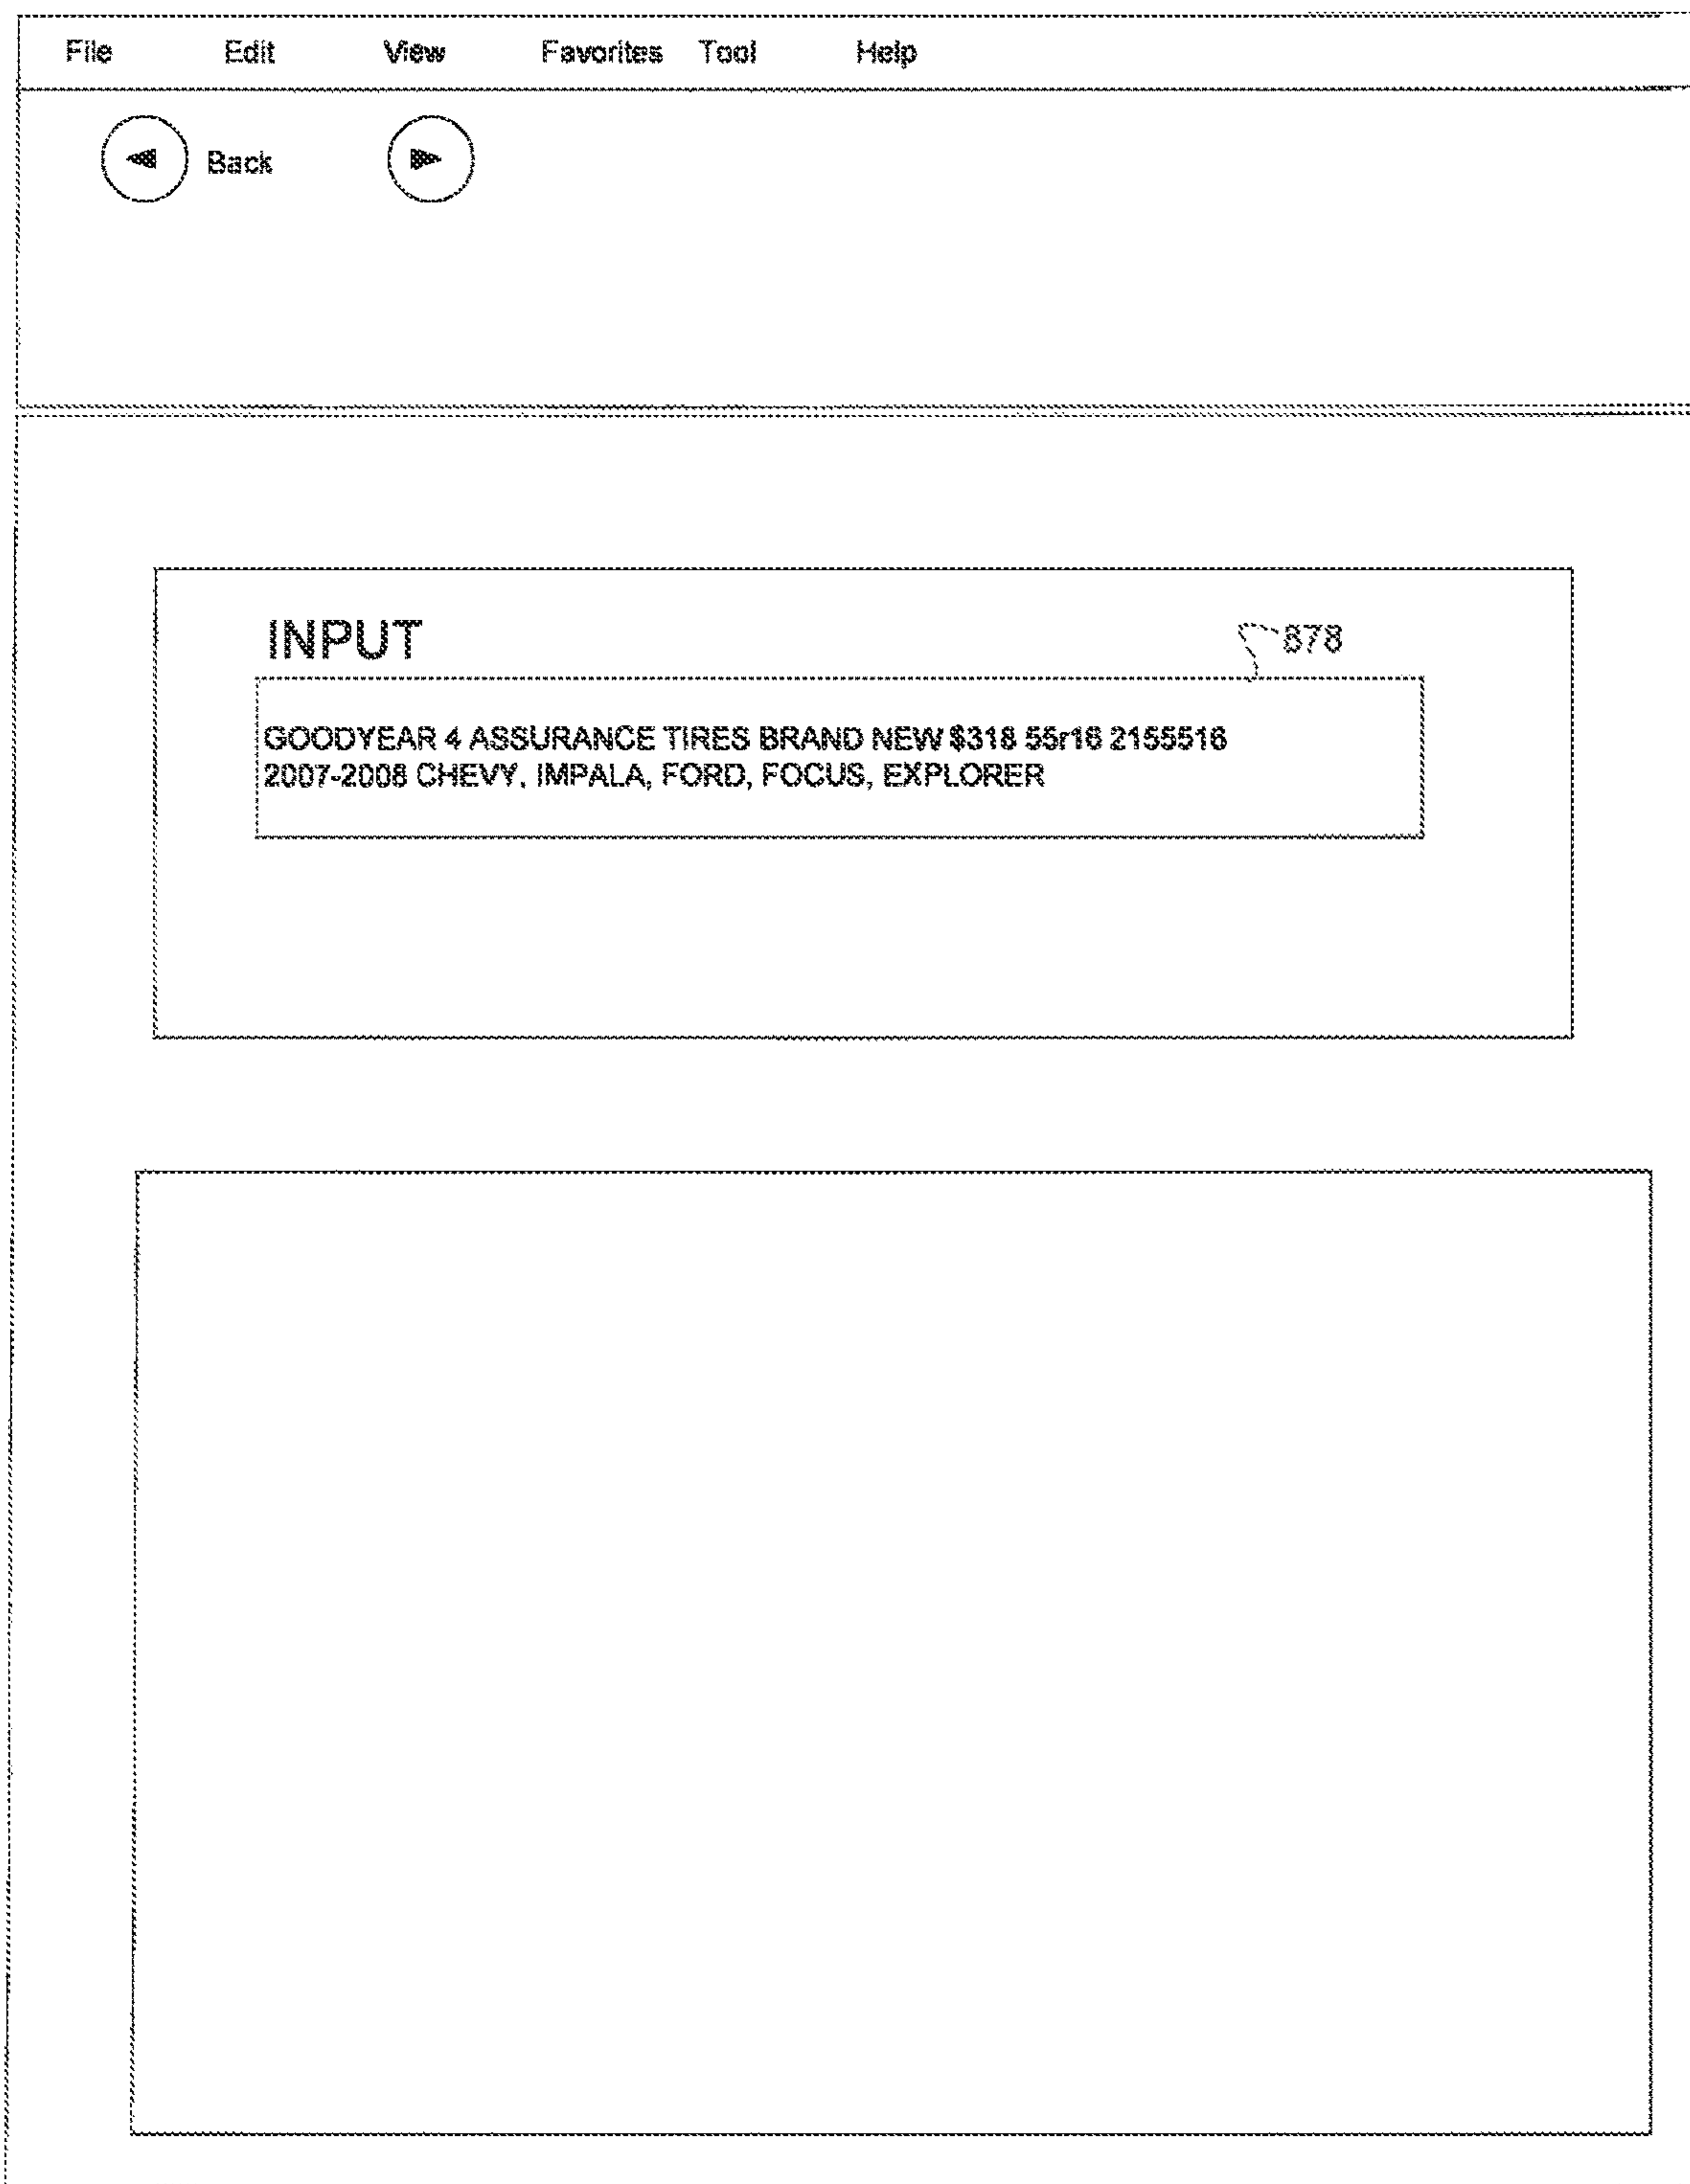 File Edit View Favorites Tool Help
Back
INPUT
878
GOODYEAR 4 ASSURANCE TIRES BRAND NEW $318 55r16 2155516
2007-2008 CHEVY, IMPALA, FORD, FOCUS, EXPLORER